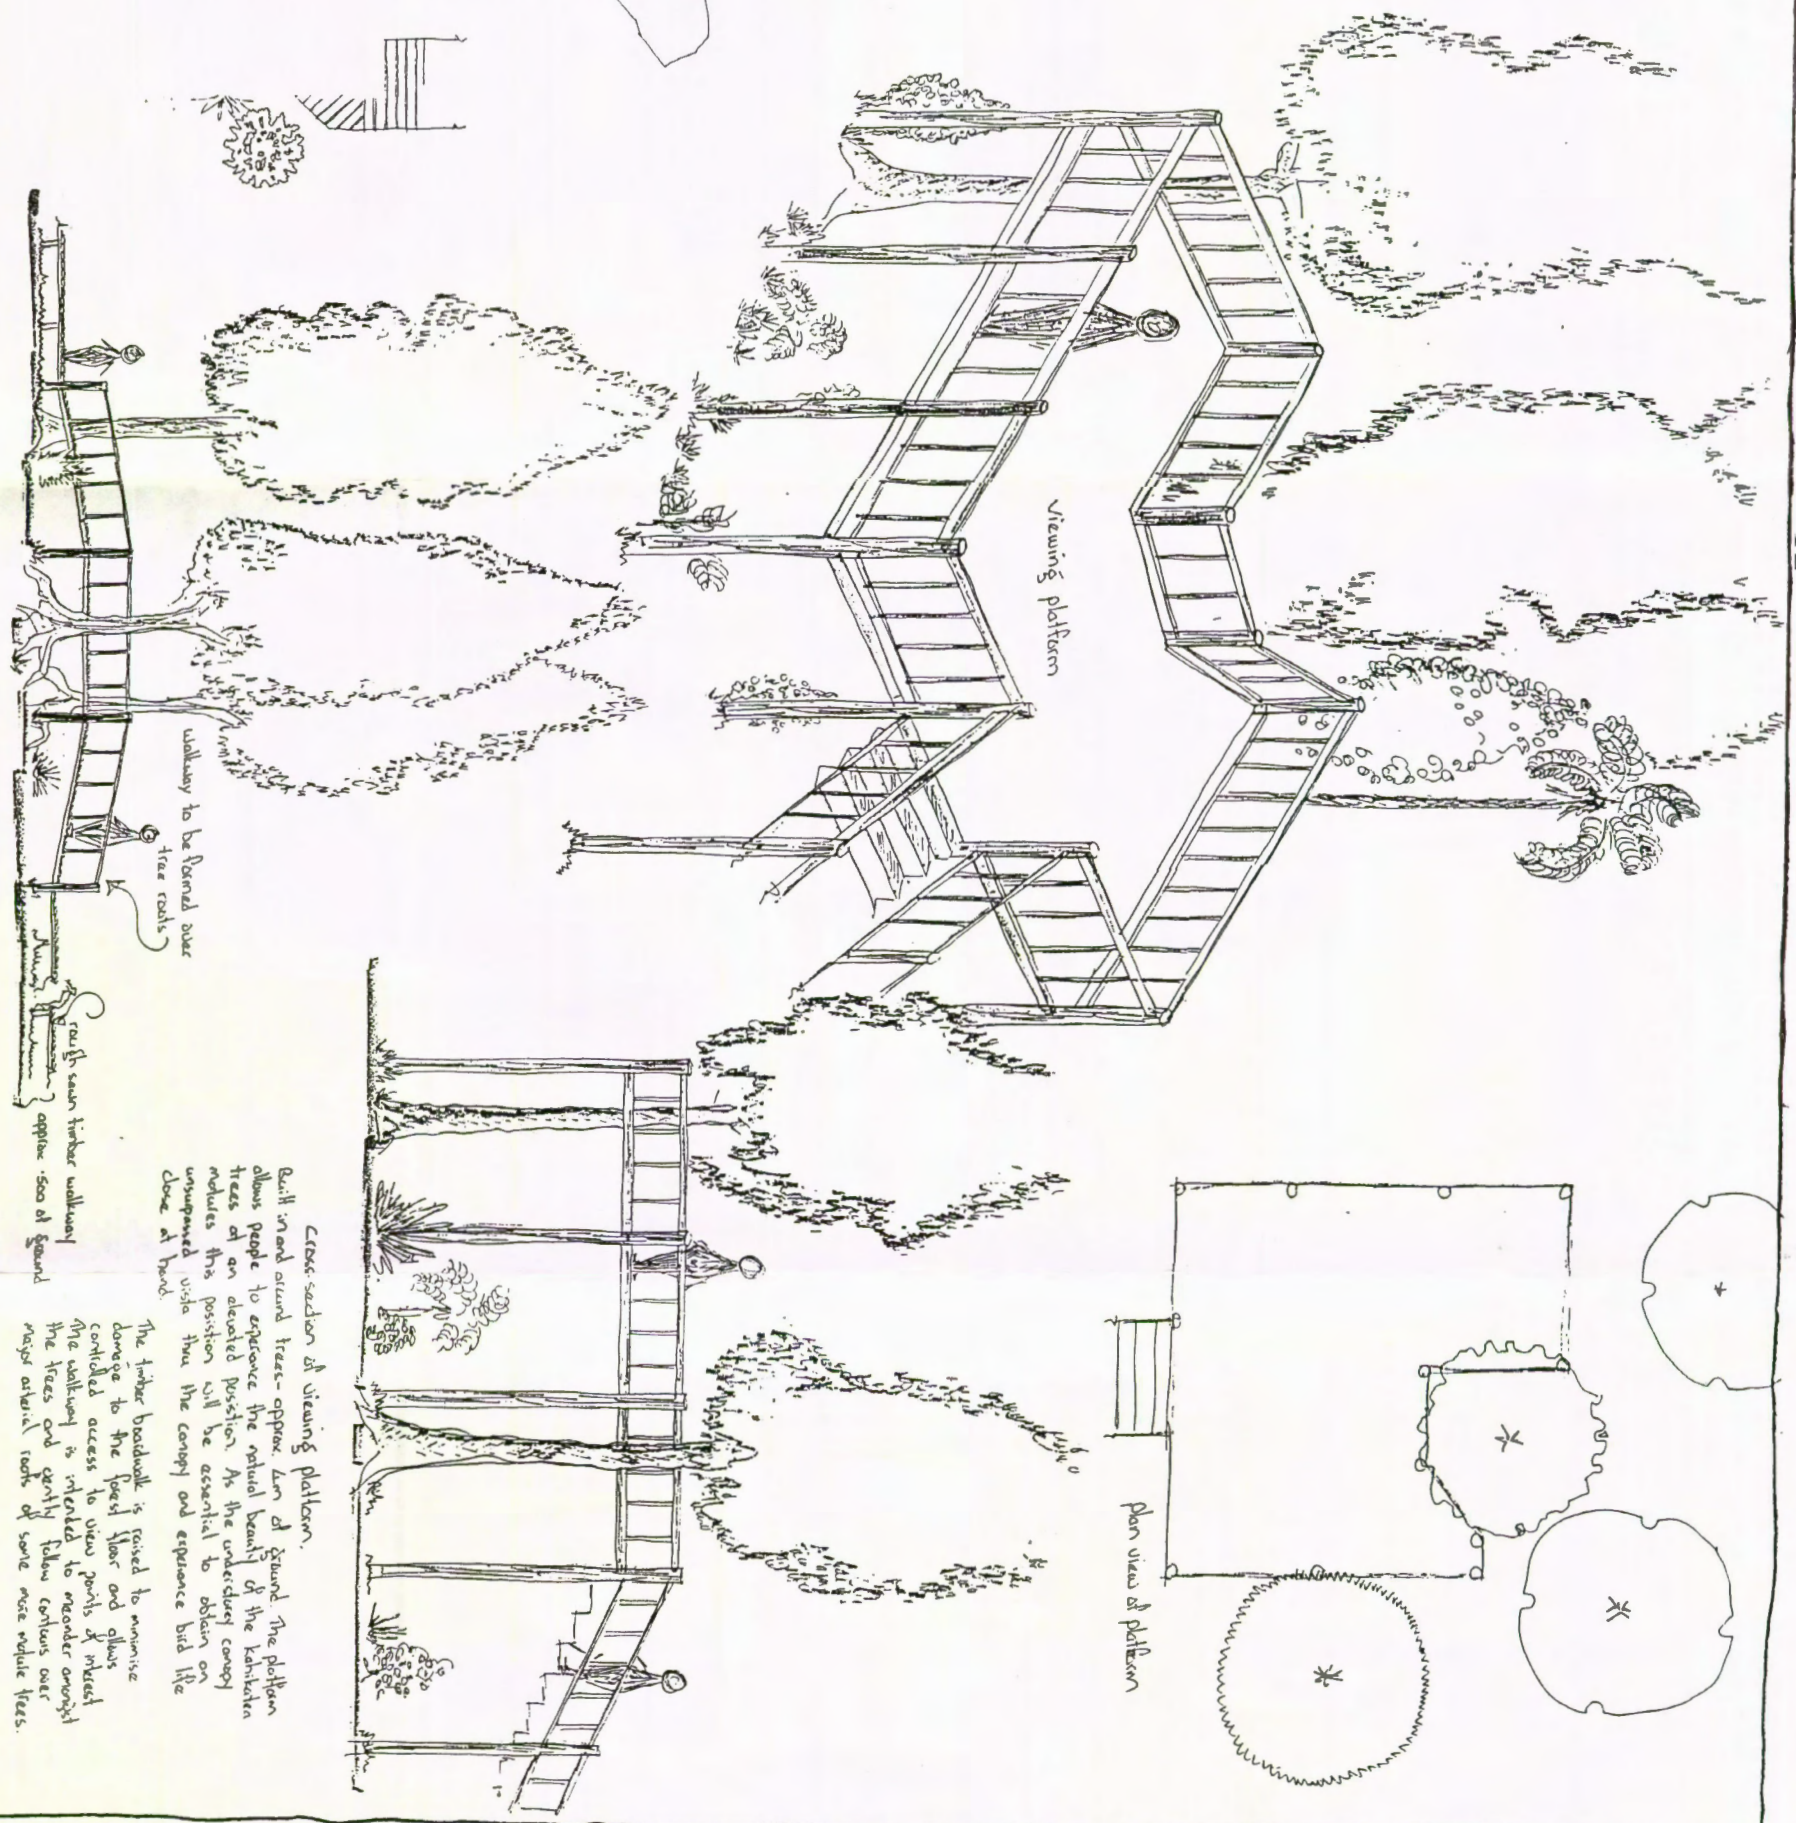 viewing platform
plan view of platform
walkway to be formed over
tree roots
rough sawn timber walkway
approx .500 of ground
Cross-section of viewing platform.
Built in and around trees - approx 4m of ground. The platform
allows people to experiance the natural beauty of the kahikatea
trees of an elevated posistion. As the understorey canopy
matures this posistion will be essential to obtain an
unsurpassed vista thru the canopy and experiance bird life
close at hand.
The timber boardwalk is raised to minimise
damage to the forest floor and allows
controlled access to view points of interest
The walkway is intended to meander amongst
the trees and gently follow contours over
major arterial roots of some more mature trees.